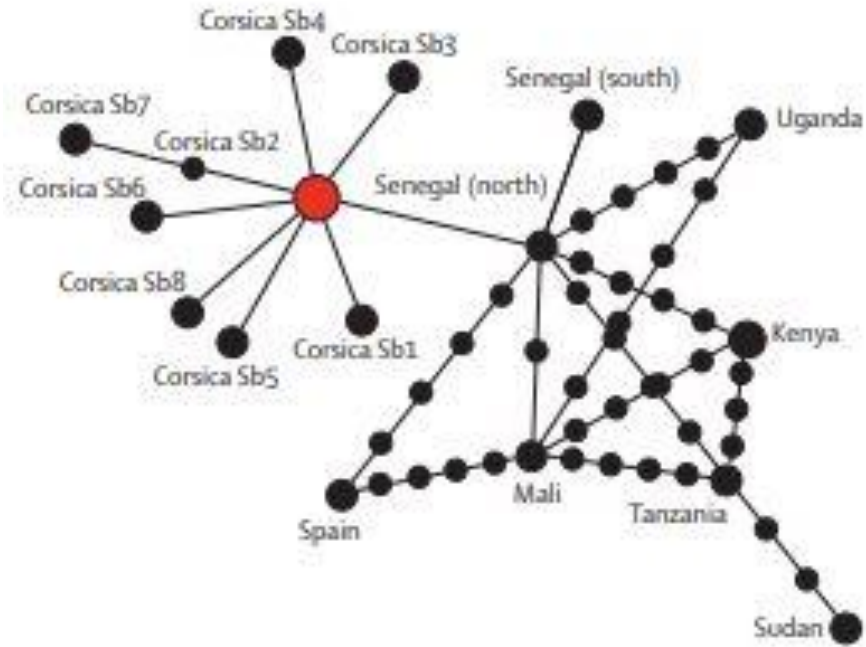 Corsica Sb4
Corsica Sb3
Senegal (south)
Corsica Sb7
Uganda
Corsica Sb2
Corsica Sb6
Senegal (north)
Corsica Sb8
Kenya
Corsica Sb1
Corsica Sb5
Mali
Tanzania
Spain
Sudan